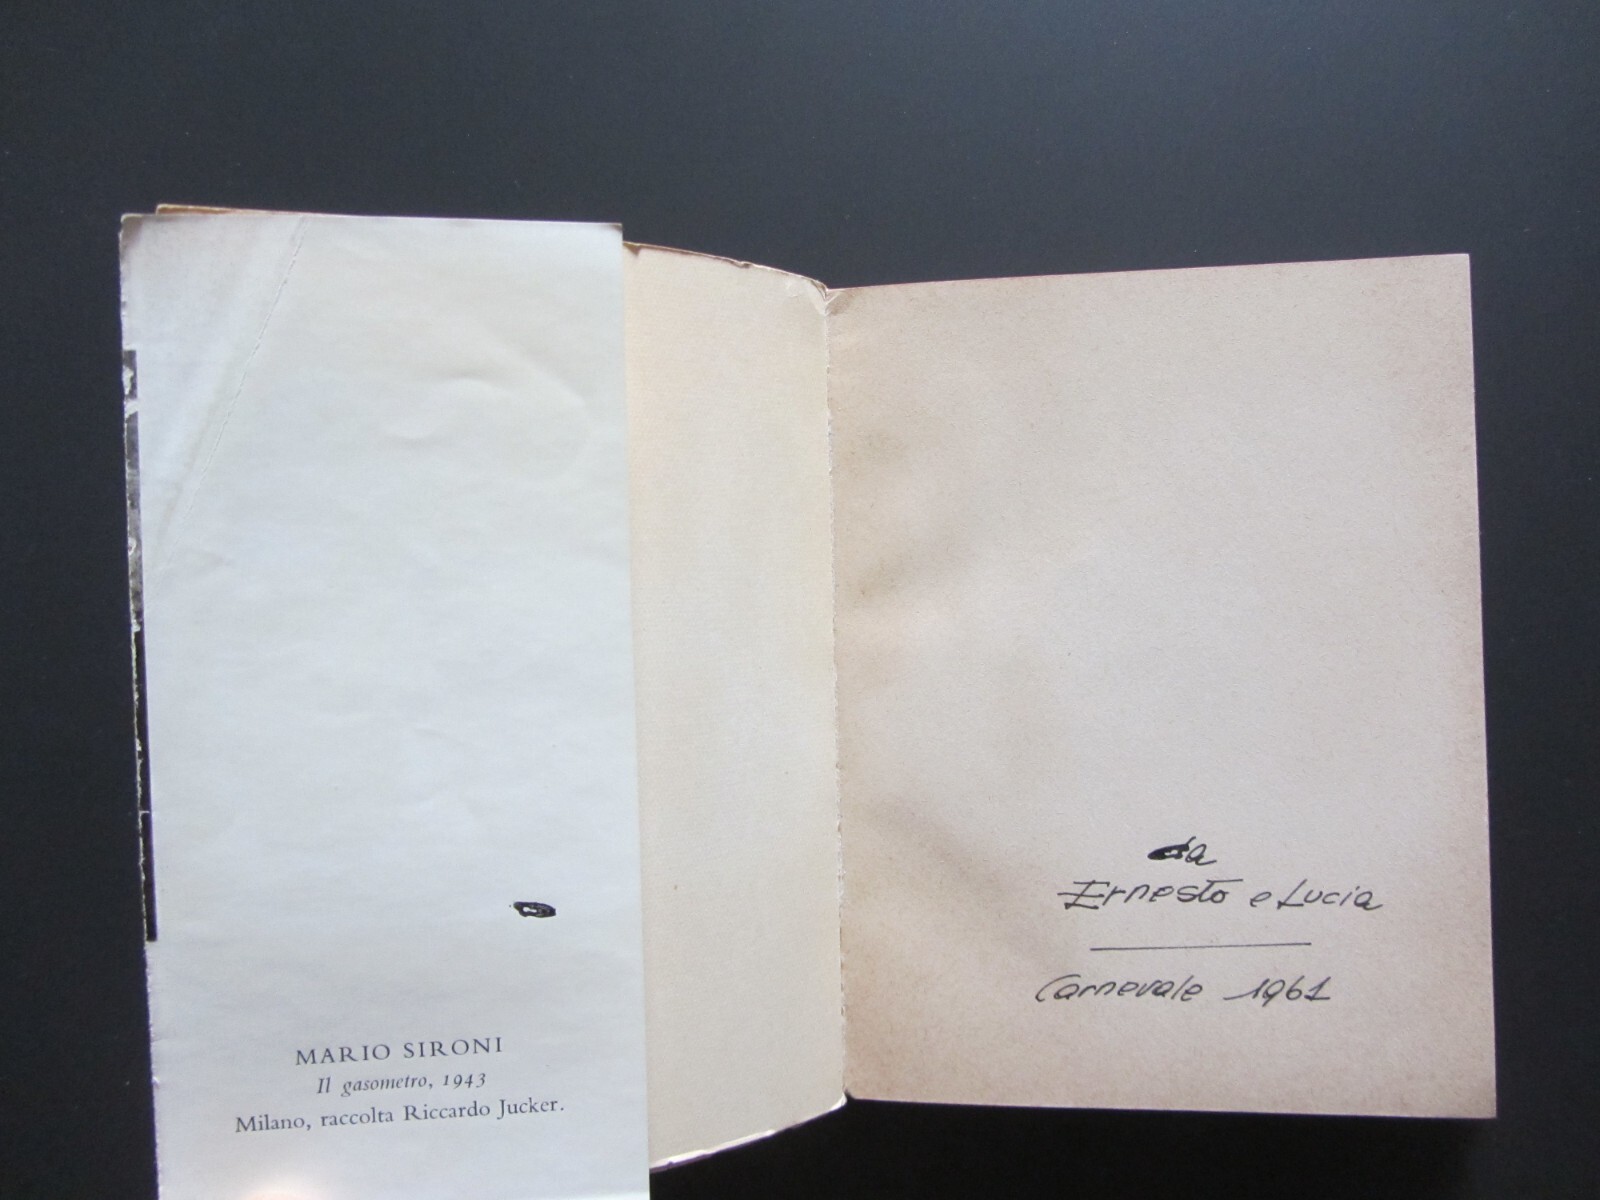 MARIO SIRONI
Il gasometro, 1943
Milano, raccolta Riccardo Jucker.
da
Ernesto e Lucia
Carnevale 1961